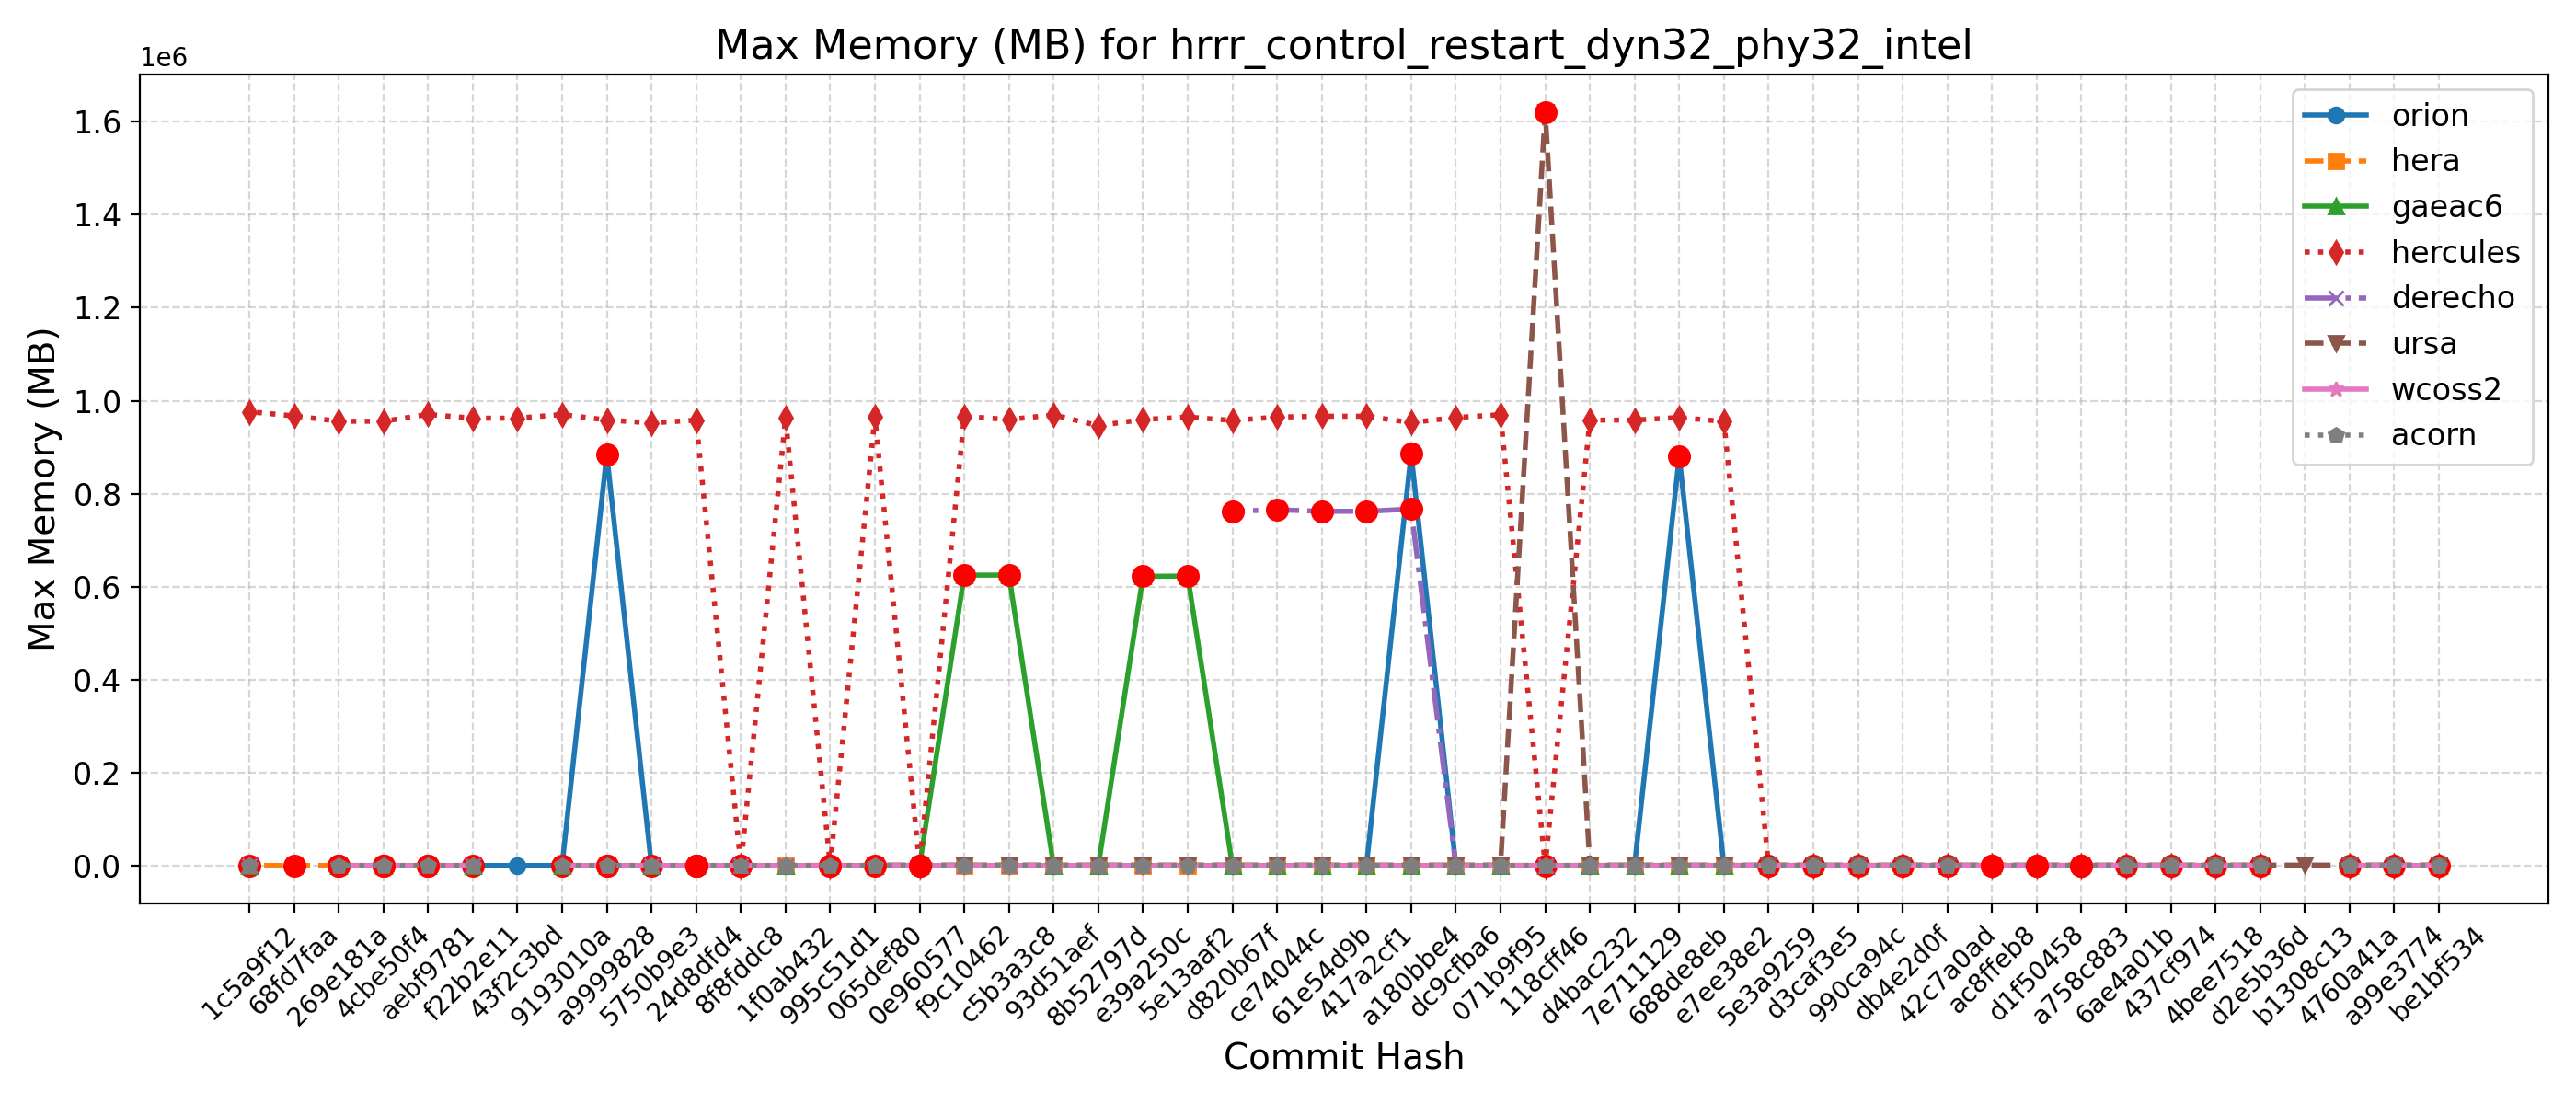 Max Memory (MB) for hrrr_control_restart_dyn32_phy32_intel
1e6
1.6
1.4
1.2
1.0
0.8
0.6
0.4
0.2
0.0
Max Memory (MB)
orion
hera
gaeac6
hercules
derecho
ursa
wcoss2
acorn
1c5a9f12
68fd7faa
269e181a
4cbe50f4
aebf9781
f22b2e11
43f2c3bd
9193010a
a9999828
5750b9e3
24d8dfd4
8f8fddc8
1f0ab432
995c51d1
065def80
0e960577
f9c10462
c5b3a3c8
93d51aef
8b52797d
e39a250c
5e13aaf2
d820b67f
ce74044c
61e54d9b
417a2cf1
a180bbe4
dc9cfba6
071b9f95
118cff46
d4bac232
7e711129
688de8eb
e7ee38e2
5e3a9259
d3caf3e5
990ca94c
db4e2d0f
42c7a0ad
ac8ffeb8
d1f50458
a758c883
6ae4a01b
437cf974
4bee7518
d2e5b36d
b1308c13
4760a41a
a99e3774
be1bf534
Commit Hash